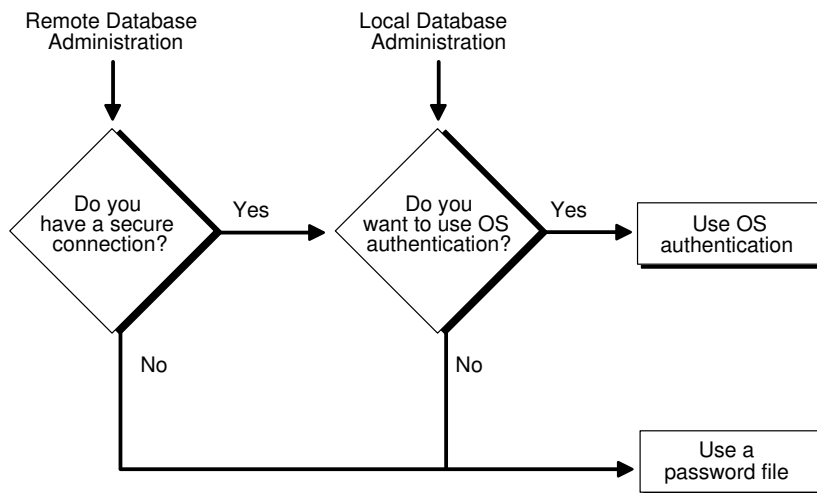 Remote Database
Administration
Local Database
Administration
Do you
have a secure
connection?
Yes
Do you
want to use OS
authentication?
Yes
Use OS
authentication
No
No
Use a
password file